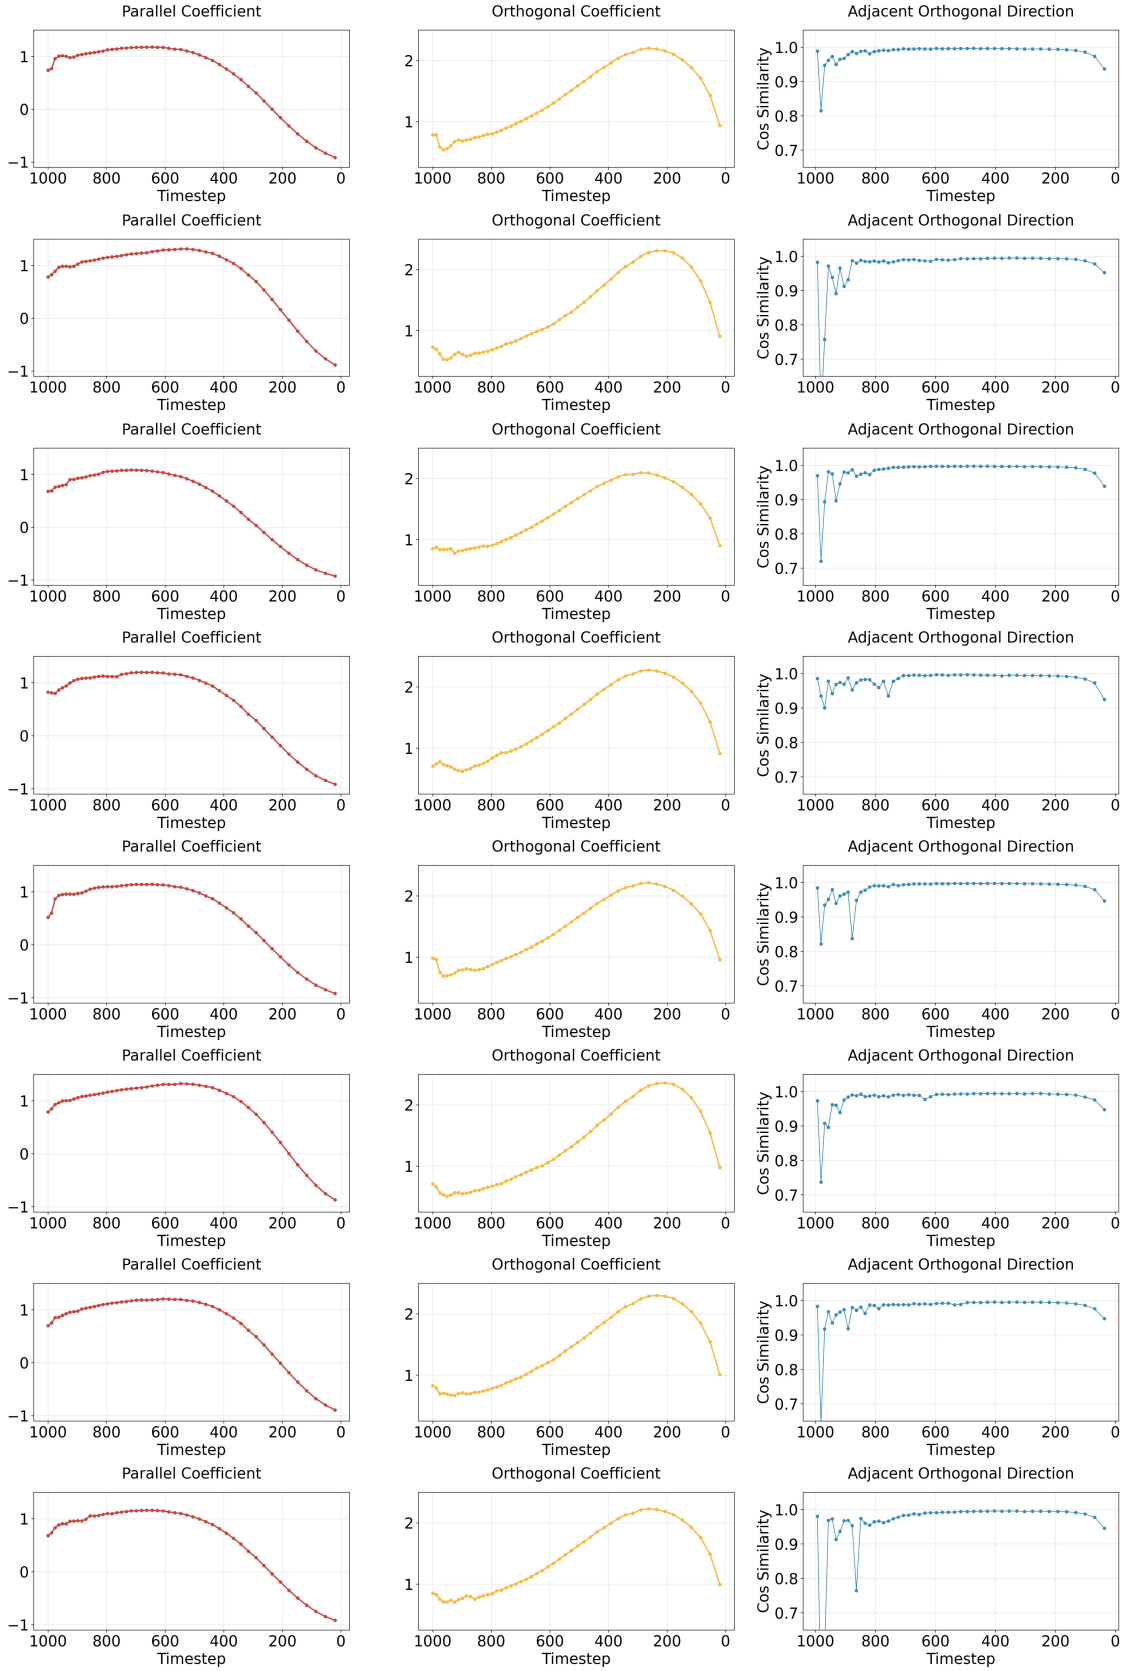 Parallel Coefficient Orthogonal Coefficient Adjacent Orthogonal Direction
1 2 1.0
0 1 0.9
−1 0.8
0.7
Cos Similarity
1000 800 600 400 200 0 1000 800 600 400 200 0 1000 800 600 400 200 0
Timestep Timestep Timestep
Parallel Coefficient Orthogonal Coefficient Adjacent Orthogonal Direction
1 2 1.0
0 1 0.9
−1 0.8
0.7
Cos Similarity
1000 800 600 400 200 0 1000 800 600 400 200 0 1000 800 600 400 200 0
Timestep Timestep Timestep
Parallel Coefficient Orthogonal Coefficient Adjacent Orthogonal Direction
1 2 1.0
0 1 0.9
−1 0.8
0.7
Cos Similarity
1000 800 600 400 200 0 1000 800 600 400 200 0 1000 800 600 400 200 0
Timestep Timestep Timestep
Parallel Coefficient Orthogonal Coefficient Adjacent Orthogonal Direction
1 2 1.0
0 1 0.9
−1 0.8
0.7
Cos Similarity
1000 800 600 400 200 0 1000 800 600 400 200 0 1000 800 600 400 200 0
Timestep Timestep Timestep
Parallel Coefficient Orthogonal Coefficient Adjacent Orthogonal Direction
1 2 1.0
0 1 0.9
−1 0.8
0.7
Cos Similarity
1000 800 600 400 200 0 1000 800 600 400 200 0 1000 800 600 400 200 0
Timestep Timestep Timestep
Parallel Coefficient Orthogonal Coefficient Adjacent Orthogonal Direction
1 2 1.0
0 1 0.9
−1 0.8
0.7
Cos Similarity
1000 800 600 400 200 0 1000 800 600 400 200 0 1000 800 600 400 200 0
Timestep Timestep Timestep
Parallel Coefficient Orthogonal Coefficient Adjacent Orthogonal Direction
1 2 1.0
0 1 0.9
−1 0.8
0.7
Cos Similarity
1000 800 600 400 200 0 1000 800 600 400 200 0 1000 800 600 400 200 0
Timestep Timestep Timestep
Parallel Coefficient Orthogonal Coefficient Adjacent Orthogonal Direction
1 2 1.0
0 1 0.9
−1 0.8
0.7
Cos Similarity
1000 800 600 400 200 0 1000 800 600 400 200 0 1000 800 600 400 200 0
Timestep Timestep Timestep